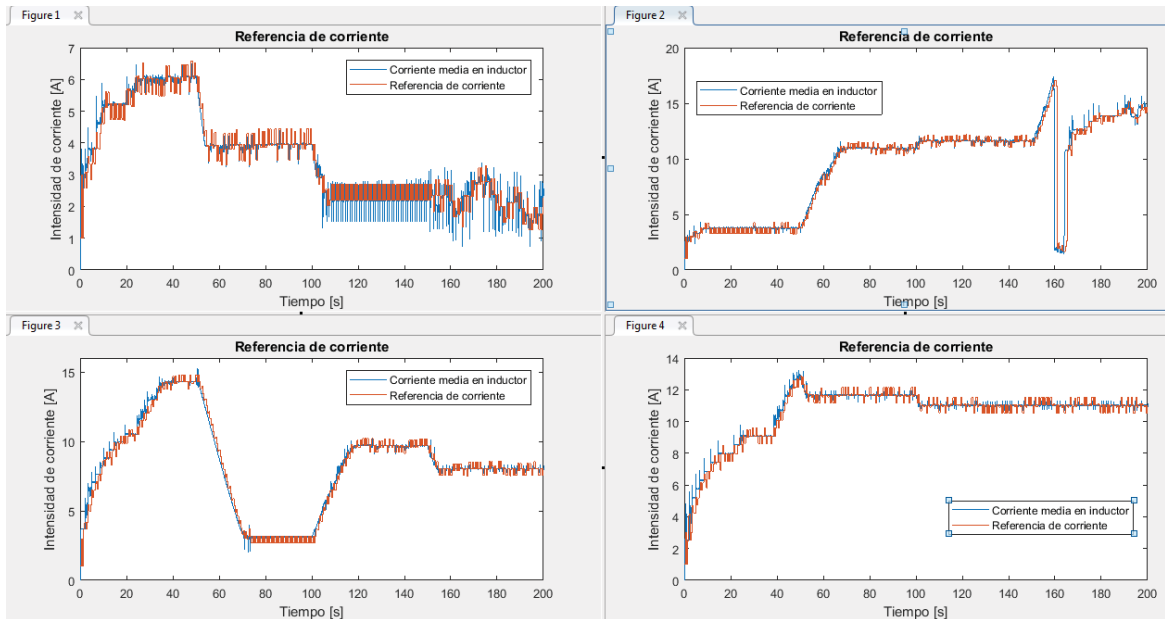 Figure 1
Referencia de corriente
Intensidad de corriente [A]
7
6
5
4
3
2
1
0
Corriente media en inductor
Referencia de corriente
0 20 40 60 80 100 120 140 160 180 200
Tiempo [s]
Figure 2
Referencia de corriente
Intensidad de corriente [A]
20
15
10
5
0
Corriente media en inductor
Referencia de corriente
0 20 40 60 80 100 120 140 160 180 200
Tiempo [s]
Figure 3
Referencia de corriente
Intensidad de corriente [A]
15
10
5
0
Corriente media en inductor
Referencia de corriente
0 20 40 60 80 100 120 140 160 180 200
Tiempo [s]
Figure 4
Referencia de corriente
Intensidad de corriente [A]
14
12
10
8
6
4
2
0
Corriente media en inductor
Referencia de corriente
0 20 40 60 80 100 120 140 160 180 200
Tiempo [s]